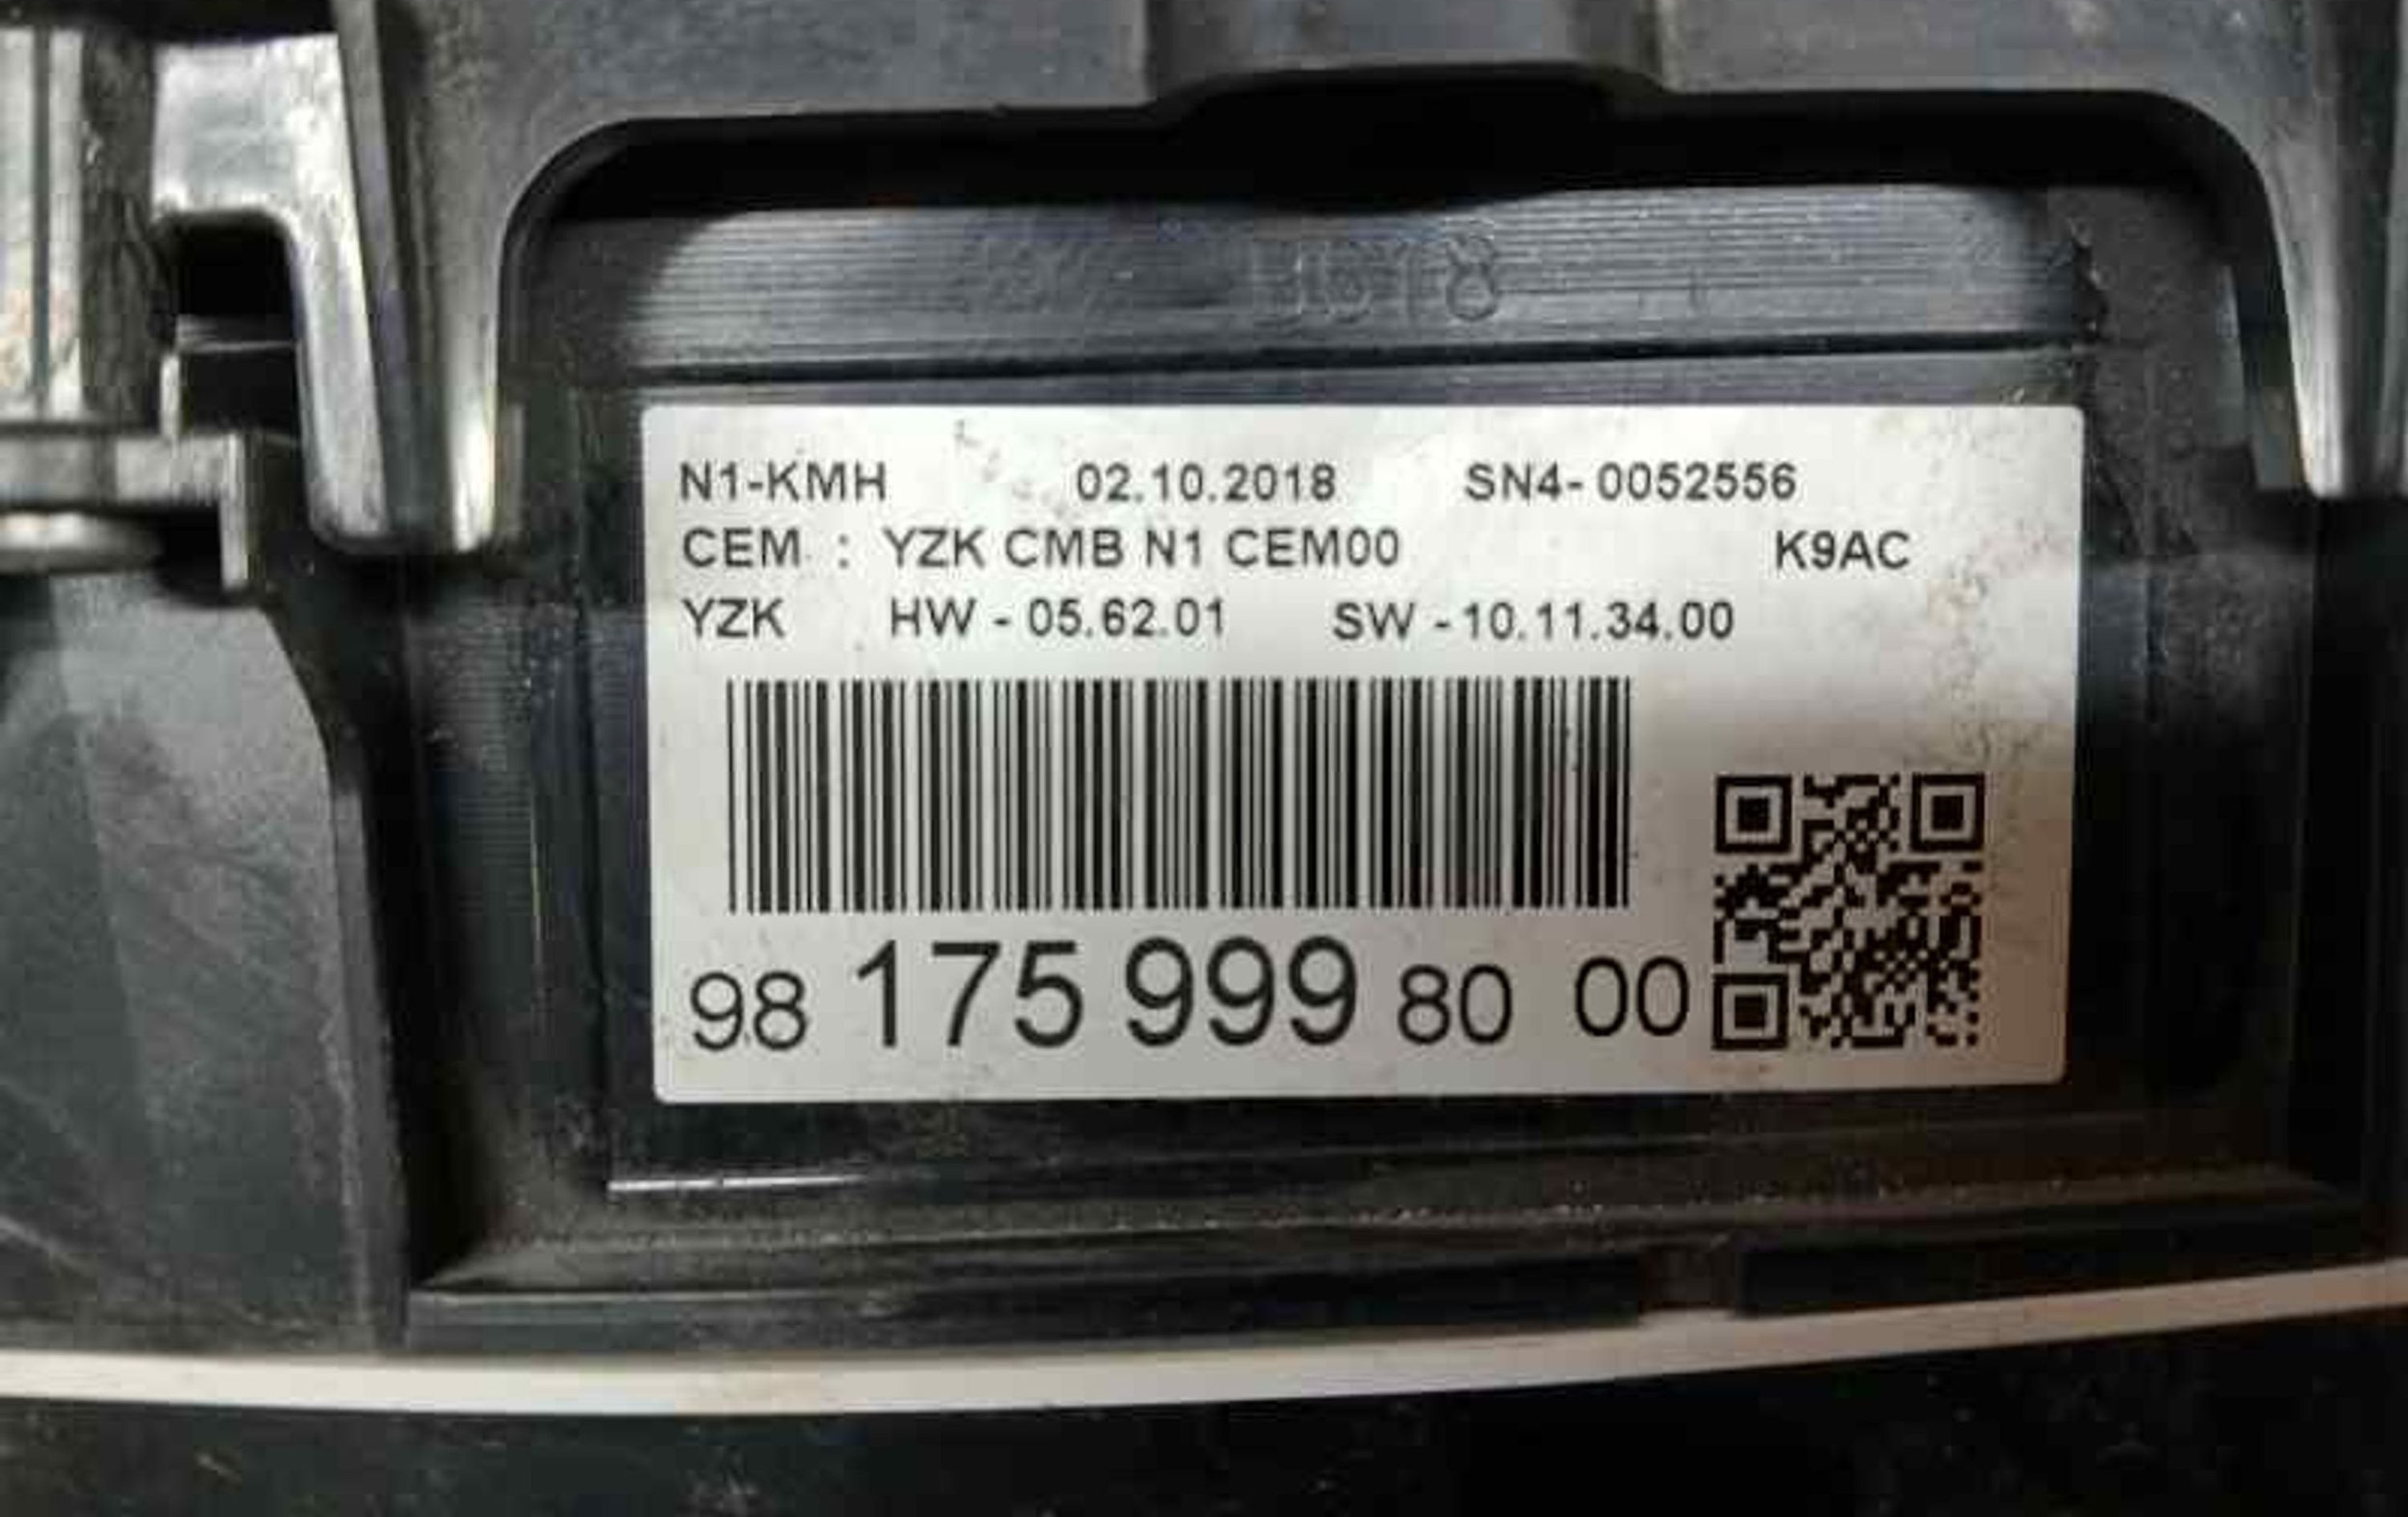 N1-KMH 02.10.2018 SN4-0052556
CEM : YZK CMB N1 CEM00 K9AC
YZK HW - 05.62.01 SW -10.11.34.00
98 175 999 80 00